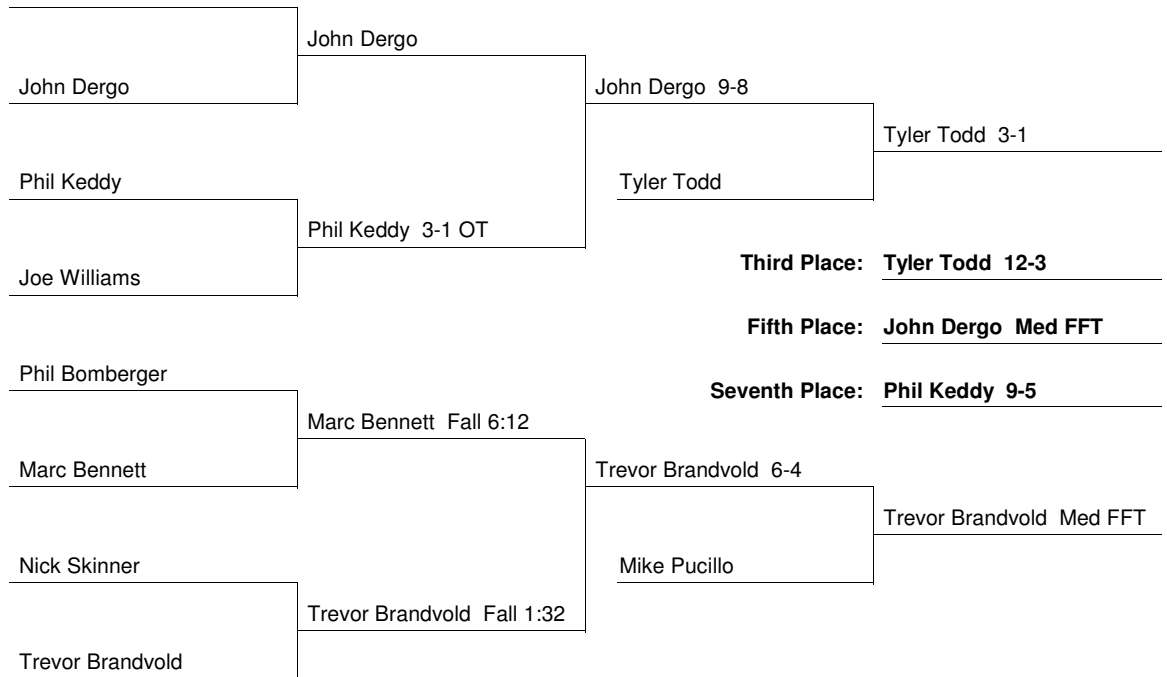 John Dergo
John Dergo
John Dergo 9-8
Tyler Todd 3-1
Phil Keddy
Tyler Todd
Phil Keddy 3-1 OT
Third Place: Tyler Todd 12-3
Joe Williams
Fifth Place: John Dergo Med FFT
Phil Bomberger
Seventh Place: Phil Keddy 9-5
Marc Bennett Fall 6:12
Marc Bennett
Trevor Brandvold 6-4
Trevor Brandvold Med FFT
Nick Skinner
Mike Pucillo
Trevor Brandvold Fall 1:32
Trevor Brandvold